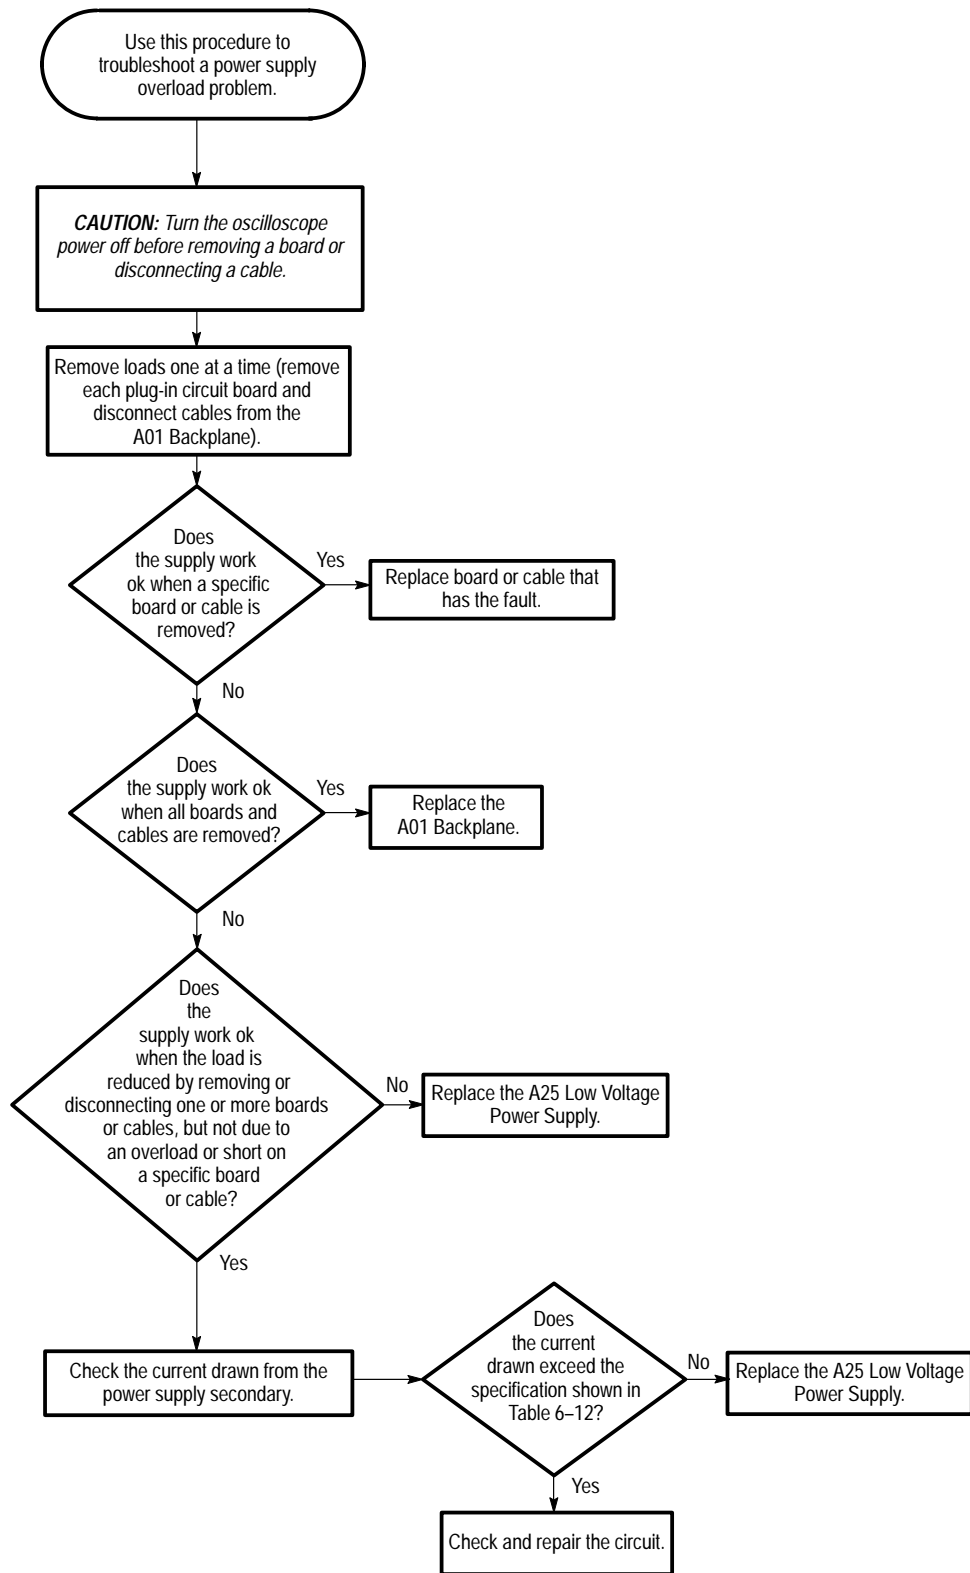 Use this procedure to
troubleshoot a power supply
overload problem.
CAUTION: Turn the oscilloscope
power off before removing a board or
disconnecting a cable.
Remove loads one at a time (remove
each plug-in circuit board and
disconnect cables from the
A01 Backplane).
Does
the supply work
ok when a specific
board or cable is
removed?
Yes
Replace board or cable that
has the fault.
No
Does
the supply work ok
when all boards and
cables are removed?
Yes
Replace the
A01 Backplane.
No
Does
the
supply work ok
when the load is
reduced by removing or
disconnecting one or more boards
or cables, but not due to
an overload or short on
a specific board
or cable?
No
Replace the A25 Low Voltage
Power Supply.
Yes
Check the current drawn from the
power supply secondary.
Does
the current
drawn exceed the
specification shown in
Table 6–12?
No
Replace the A25 Low Voltage
Power Supply.
Yes
Check and repair the circuit.